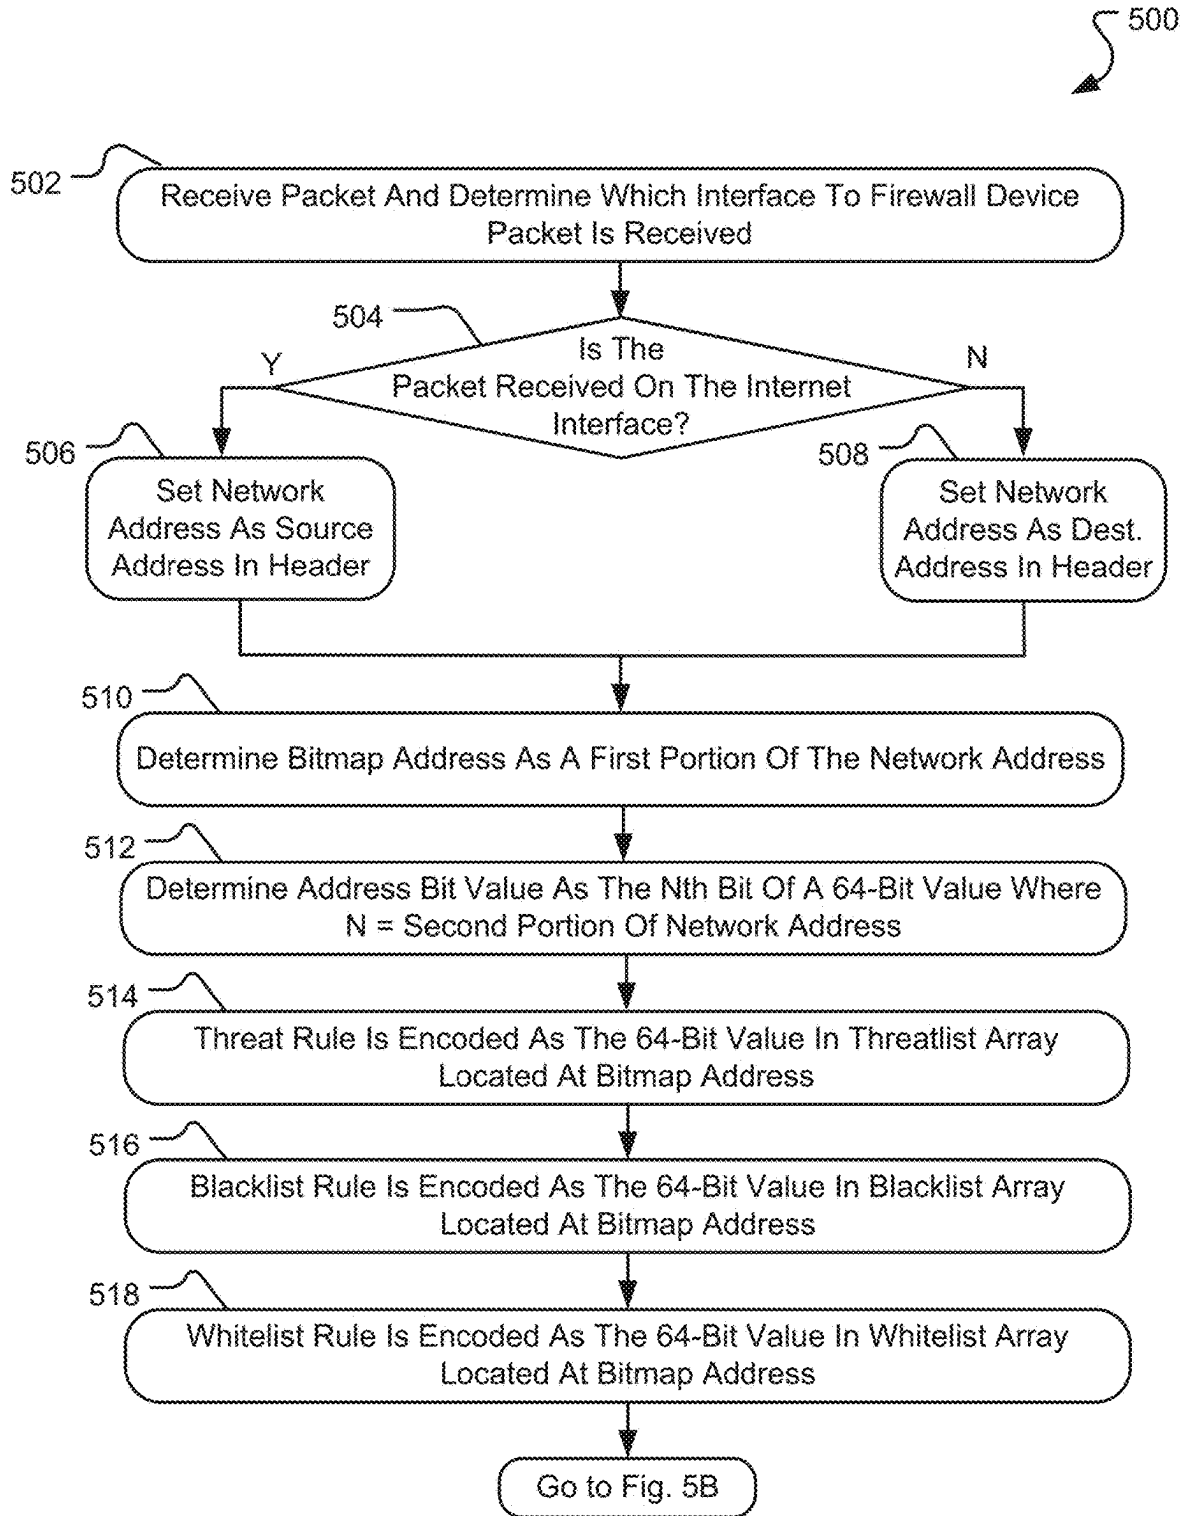 500
502
Receive Packet And Determine Which Interface To Firewall Device
Packet Is Received
504
Y
N
Is The
Packet Received On The Internet
Interface?
506
508
Set Network
Address As Source
Address In Header
Set Network
Address As Dest.
Address In Header
510
Determine Bitmap Address As A First Portion Of The Network Address
512
Determine Address Bit Value As The Nth Bit Of A 64-Bit Value Where
N = Second Portion Of Network Address
514
Threat Rule Is Encoded As The 64-Bit Value In Threatlist Array
Located At Bitmap Address
516
Blacklist Rule Is Encoded As The 64-Bit Value In Blacklist Array
Located At Bitmap Address
518
Whitelist Rule Is Encoded As The 64-Bit Value In Whitelist Array
Located At Bitmap Address
Go to Fig. 5B